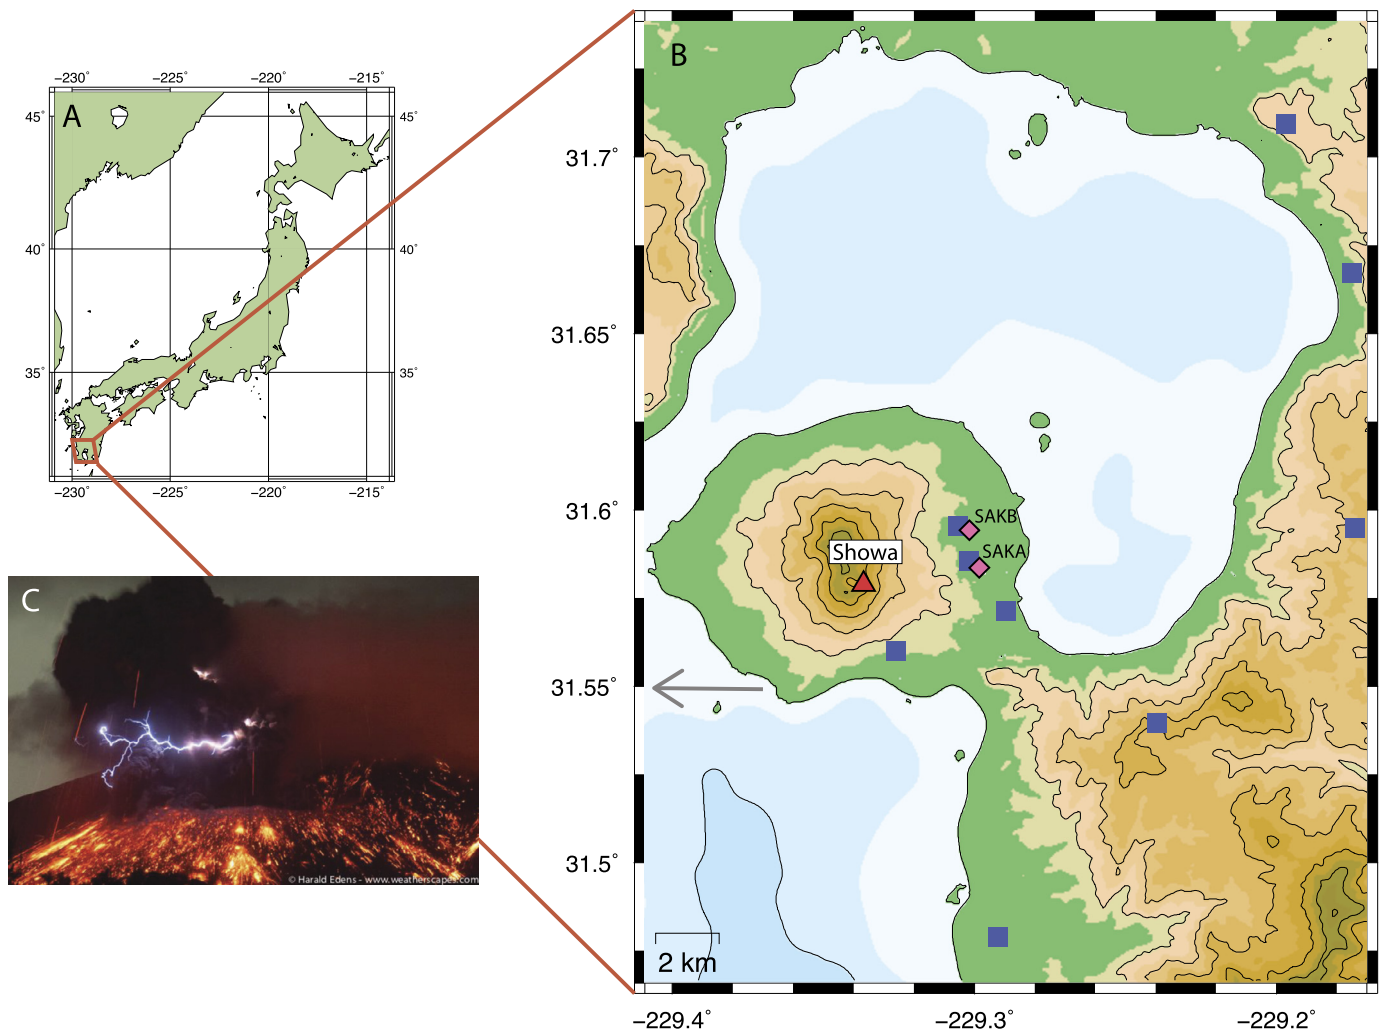 −230˚ −225˚ −220˚ −215˚
A
45˚ 45˚
40˚ 40˚
35˚ 35˚
−230˚ −225˚ −220˚ −215˚
B
31.7˚
31.65˚
31.6˚
31.55˚
31.5˚
SAKB
SAKA
Showa
2 km
−229.4˚ −229.3˚ −229.2˚
C
© Harald Edens - www.weatherscapes.com